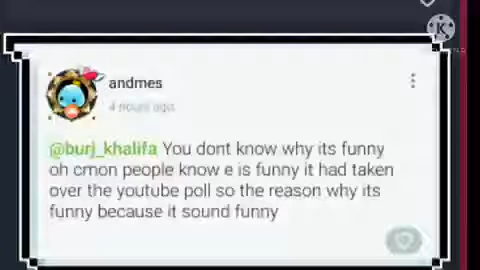 andmes
4 hours ago
@burj_khalifa You dont know why its funny
oh cmon people know e is funny it had taken
over the youtube poll so the reason why its
funny because it sound funny